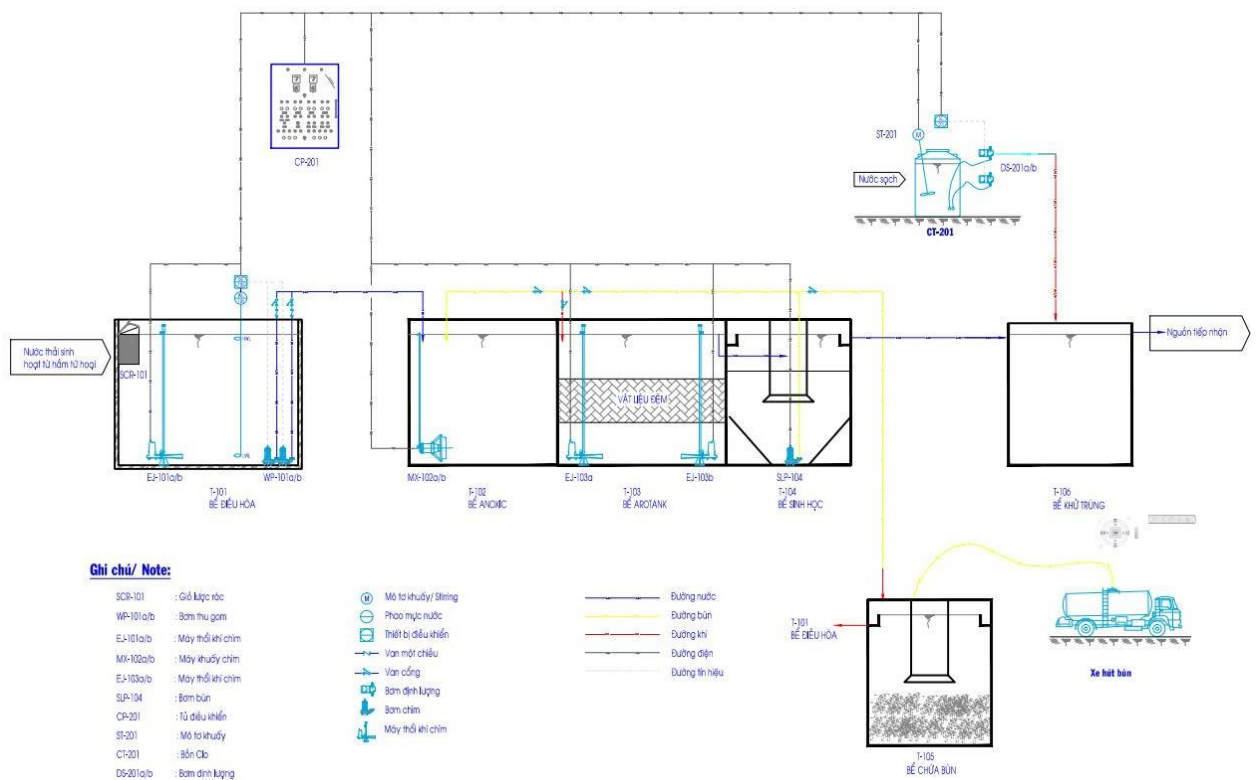 CP-201
ST-201
M
Nước sạch
DS-201a/b
CT-201
Nước thải sinh
hoạt từ hầm tử hoại
SCR-101
Nguồn tiếp nhận
VẬT LIỆU ĐỆM
EJ-101a/b
WP-101a/b
MX-102a/b
EJ-103a
EJ-103b
SLP-104
T-101
BỂ ĐIỀU HÒA
T-102
BỂ ANOXIC
T-103
BỂ AROTANK
T-104
BỂ SINH HỌC
T-106
BỂ KHỬ TRÙNG
Ghi chú/ Note:
SCR-101 : Giỏ lược rác
WP-101a/b : Bơm thu gom
EJ-101a/b : Máy thổi khí chìm
MX-102a/b : Máy khuấy chìm
EJ-103a/b : Máy thổi khí chìm
SLP-104 : Bơm bùn
CP-201 : Tủ điều khiển
ST-201 : Mô tơ khuấy
CT-201 : Bồn Clo
DS-201a/b : Bơm định lượng
M Mô tơ khuấy/ Stirring
Phao mực nước
Thiết bị điều khiển
Van một chiều
Van cổng
Bơm định lượng
Bơm chìm
Máy thổi khí chìm
Đường nước
Đường bùn
Đường khí
Đường điện
Đường tín hiệu
T-101
BỂ ĐIỀU HÒA
Xe hút bùn
T-105
BỂ CHỨA BÙN